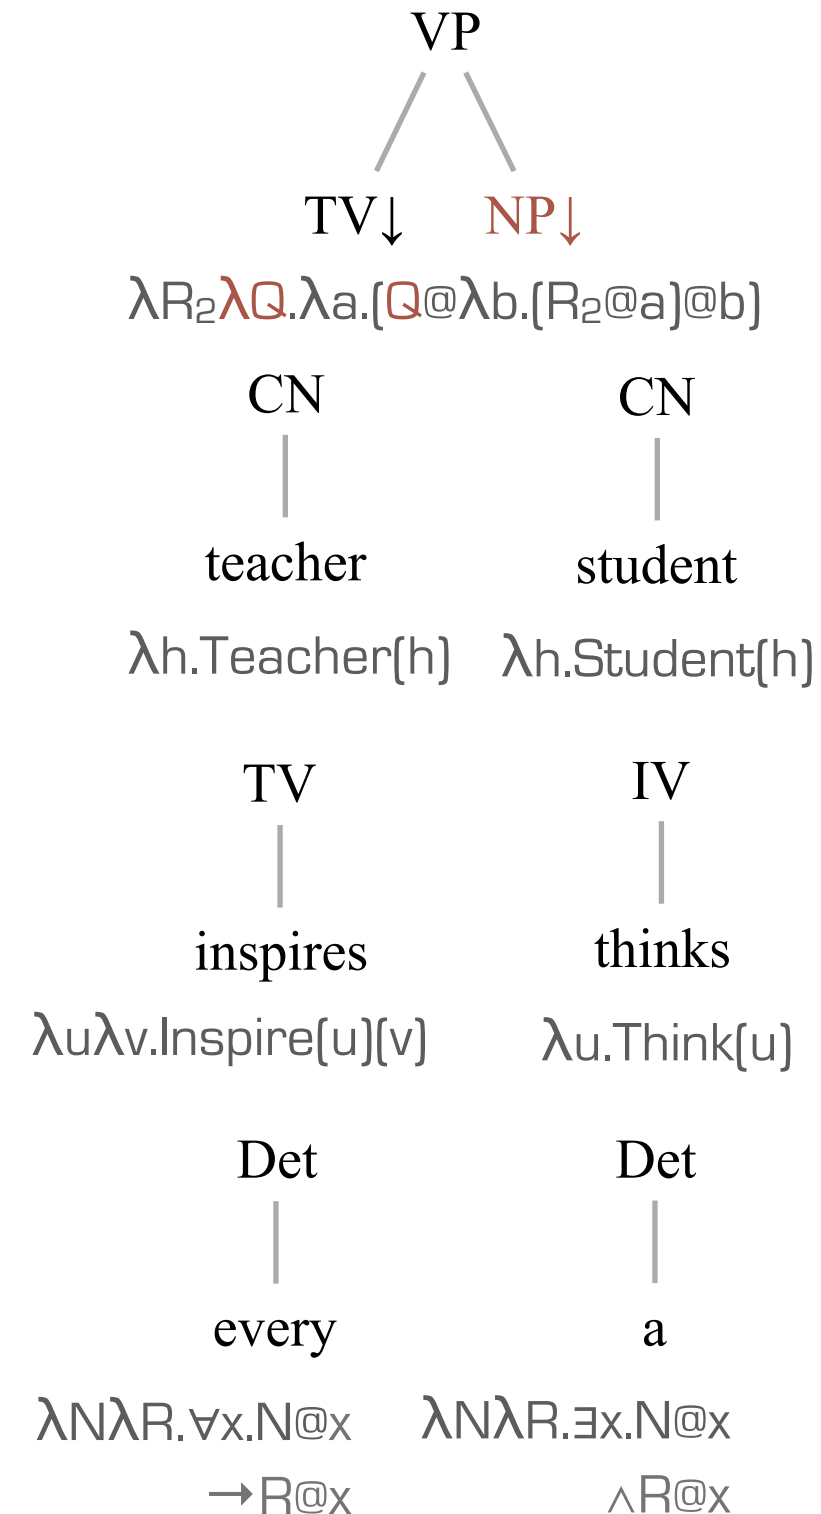 VP
TV↓ NP↓
λR₂λQ.λa.(Q@λb.(R₂@a)@b)
CN CN
teacher student
λh.Teacher(h) λh.Student(h)
TV IV
inspires thinks
λuλv.Inspire(u)(v) λu.Think(u)
Det Det
every a
λNλR.∀x.N@x λNλR.∃x.N@x
→R@x ∧R@x